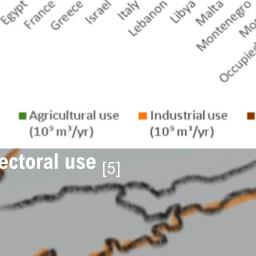 Egypt
France
Greece
Israel
Italy
Lebanon
Libya
Malta
Montenegro
Agricultural use
(10⁹ m³/yr)
Industrial use
(10⁹ m³/yr)
ectoral use [5]